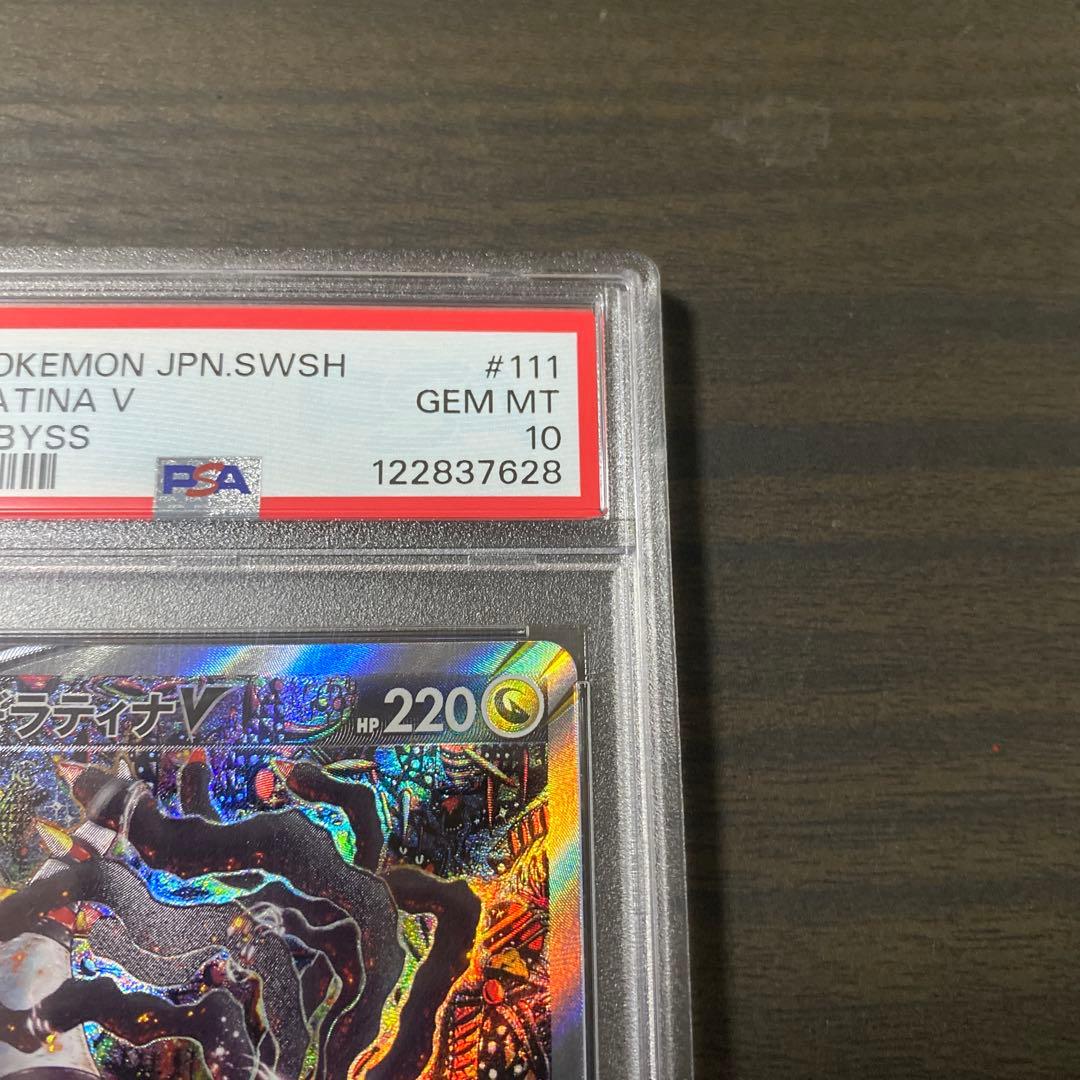 OKEMON JPN.SWSH #111
ATINA V GEM MT
BYSS 10
PSA 122837628
ラティナV HP 220